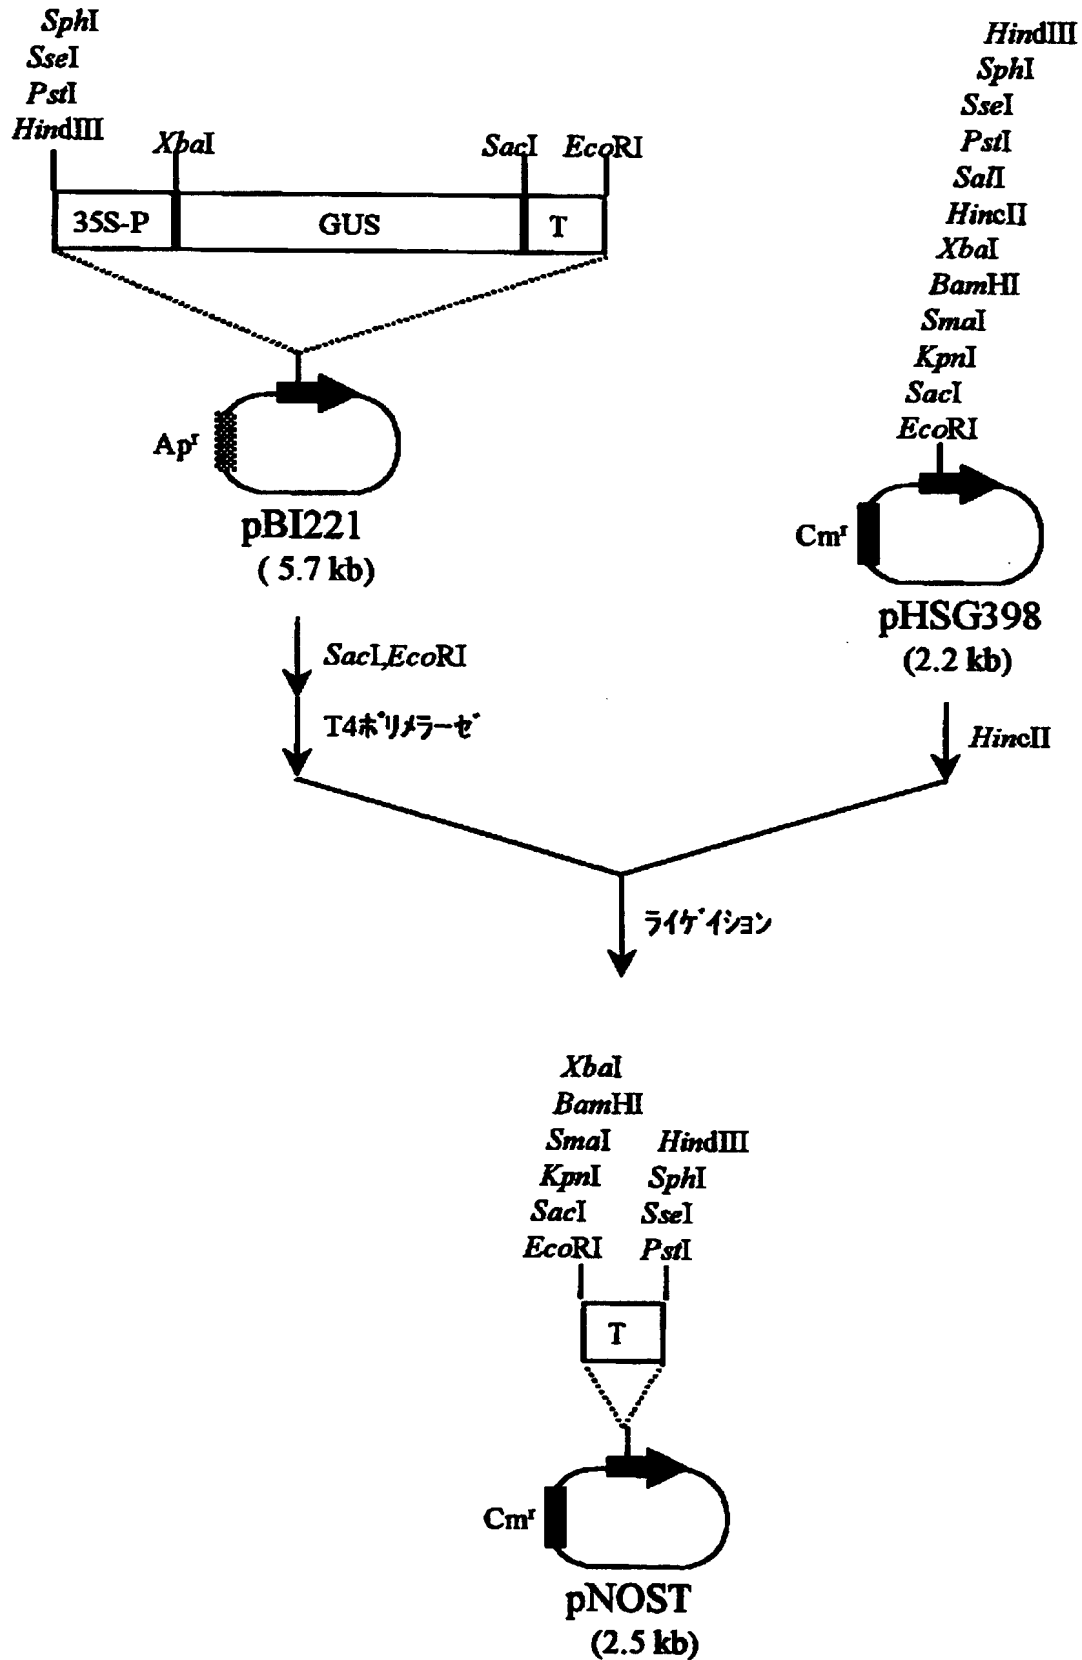 SphI
SseI
PstI
HindIII
XbaI
SacI
EcoRI
35S-P
GUS
T
Apʳ
pBI221
( 5.7 kb)
HindIII
SphI
SseI
PstI
SalI
HincII
XbaI
BamHI
SmaI
KpnI
SacI
EcoRI
Cmʳ
pHSG398
(2.2 kb)
SacI,EcoRI
T4ﾎﾟﾘﾒﾗｰｾﾞ
HincII
ﾗｲｹﾞｲｼｮﾝ
XbaI
BamHI
SmaI
KpnI
SacI
EcoRI
HindIII
SphI
SseI
PstI
T
Cmʳ
pNOST
(2.5 kb)